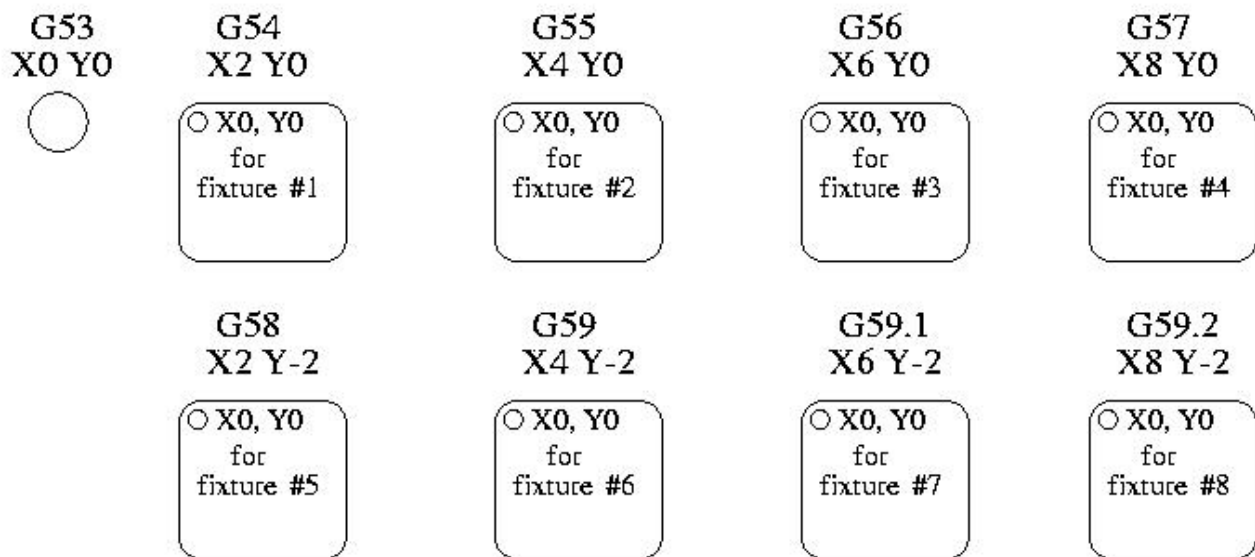 G53 G54 G55 G56 G57
X0 Y0 X2 Y0 X4 Y0 X6 Y0 X8 Y0
X0, Y0 X0, Y0 X0, Y0 X0, Y0
for for for for
fixture #1 fixture #2 fixture #3 fixture #4
G58 G59 G59.1 G59.2
X2 Y-2 X4 Y-2 X6 Y-2 X8 Y-2
X0, Y0 X0, Y0 X0, Y0 X0, Y0
for for for for
fixture #5 fixture #6 fixture #7 fixture #8